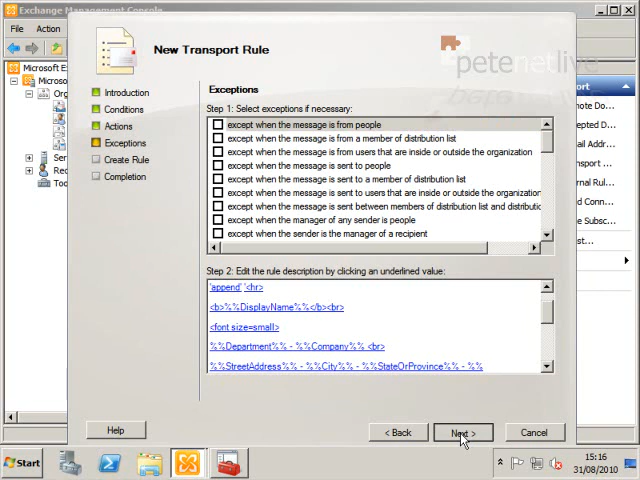 Exchange Management Console
File Action
New Transport Rule
petenetlive
Microsoft Ex
Microso
Org
Ser
Rec
Too
Introduction
Conditions
Actions
Exceptions
Create Rule
Completion
Exceptions
Step 1: Select exceptions if necessary:
except when the message is from people
except when the message is from a member of distribution list
except when the message is from users that are inside or outside the organization
except when the message is sent to people
except when the message is sent to a member of distribution list
except when the message is sent to users that are inside or outside the organization
except when the message is sent between members of distribution list and distributio
except when the manager of any sender is people
except when the sender is the manager of a recipient
Step 2: Edit the rule description by clicking an underlined value:
'append' '<hr>
<b>%%DisplayName%%</b><br>
<font size=small>
%%Department%% - %%Company%% <br>
%%StreetAddress%% - %%City%% - %%StateOrProvince%% - %%
Help
< Back
Next >
Cancel
ort
ote Do...
epted D...
ail Addr...
nsport ...
rnal Rul...
d Conn...
e Subsc...
st...
Start
15:16
31/08/2010